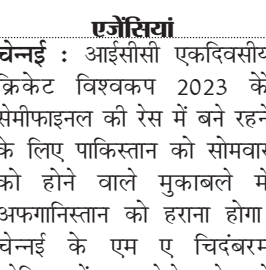 एजेंसियां
चेन्नई : आईसीसी एकदिवसीय
क्रिकेट विश्वकप 2023 के
सेमीफाइनल की रेस में बने रहने
के लिए पाकिस्तान को सोमवार
को होने वाले मुकाबले में
अफगानिस्तान को हराना होगा
चेन्नई के एम ए चिदंबरम